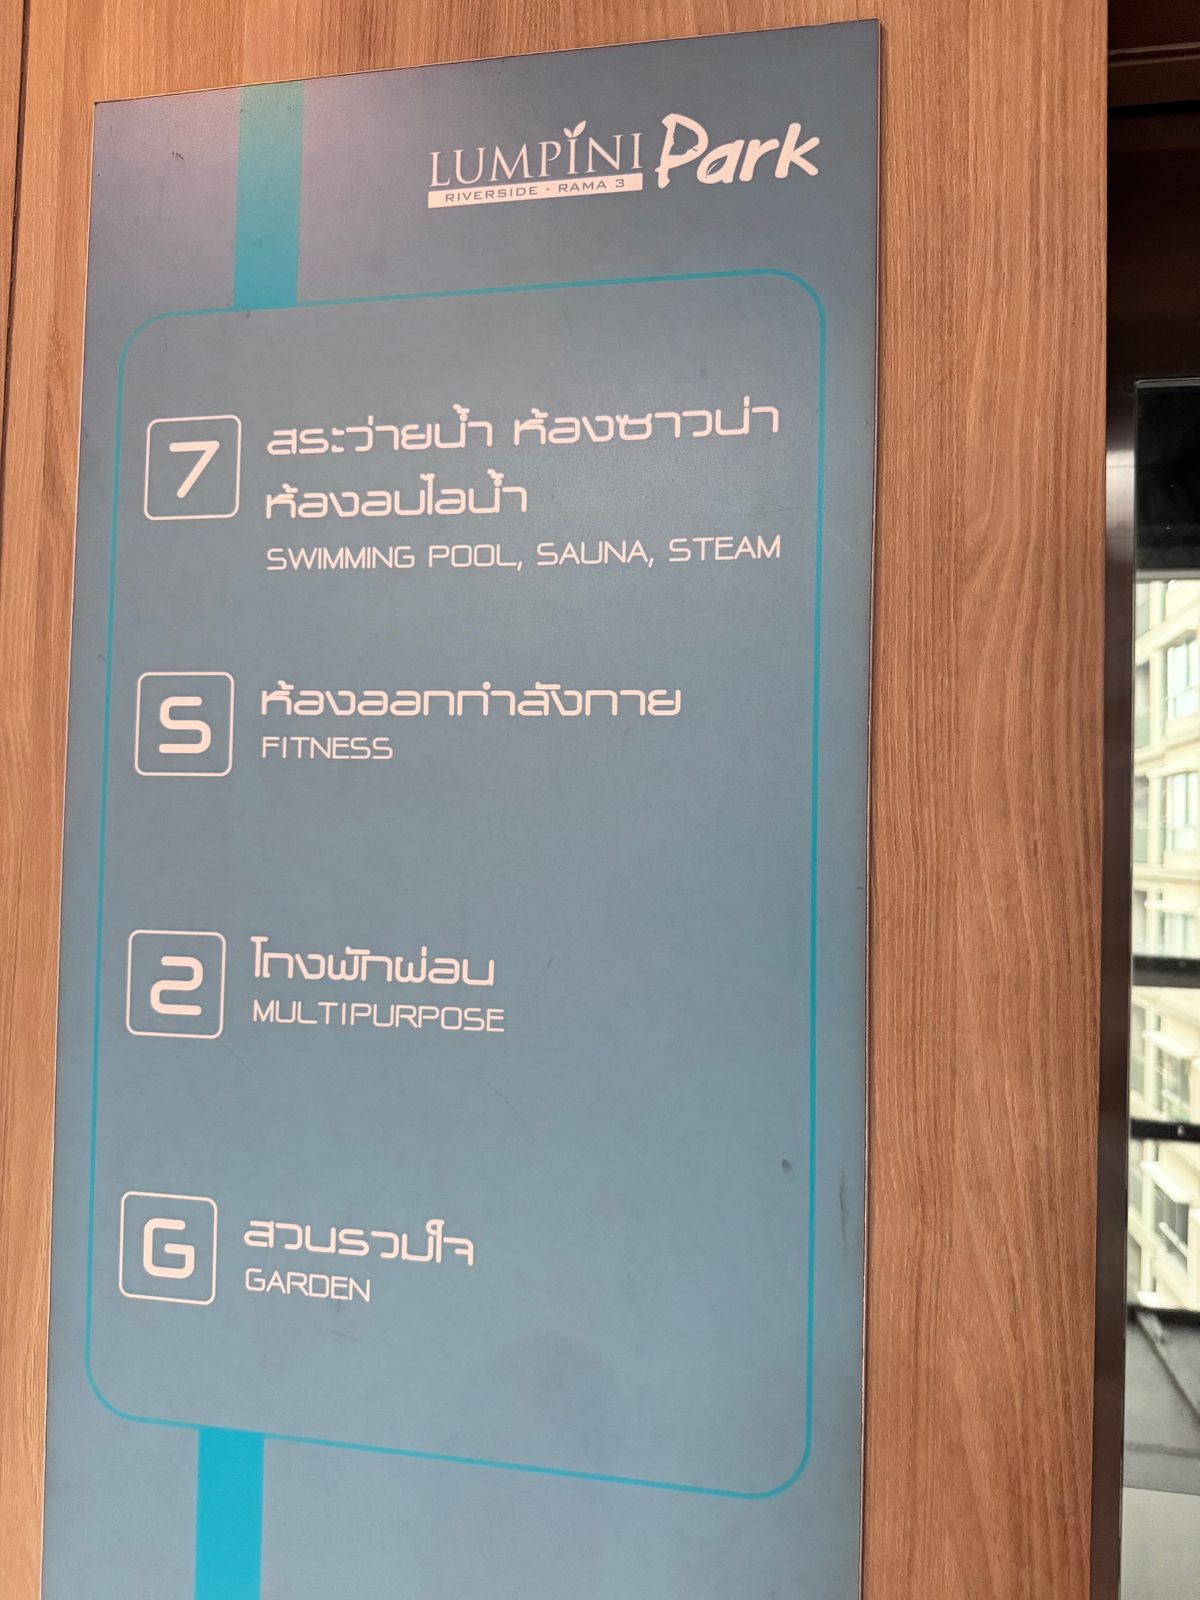 LUMPINI Park
RIVERSIDE - RAMA 3
7
สระว่ายน้ำ ห้องซาวน่า
ห้องอบไอน้ำ
SWIMMING POOL, SAUNA, STEAM
S
ห้องออกกำลังกาย
FITNESS
2
โถงพักผ่อน
MULTIPURPOSE
G
สวนรวมใจ
GARDEN